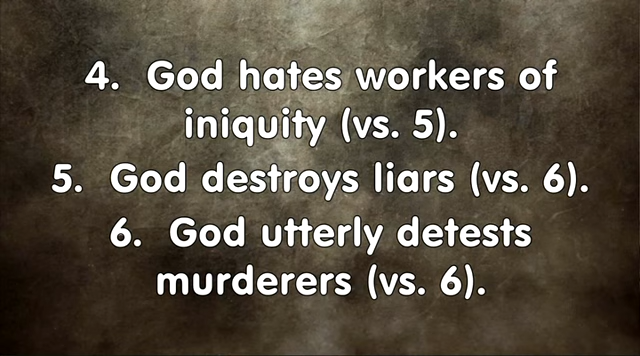 4. God hates workers of
iniquity (vs. 5).
5. God destroys liars (vs. 6).
6. God utterly detests
murderers (vs. 6).